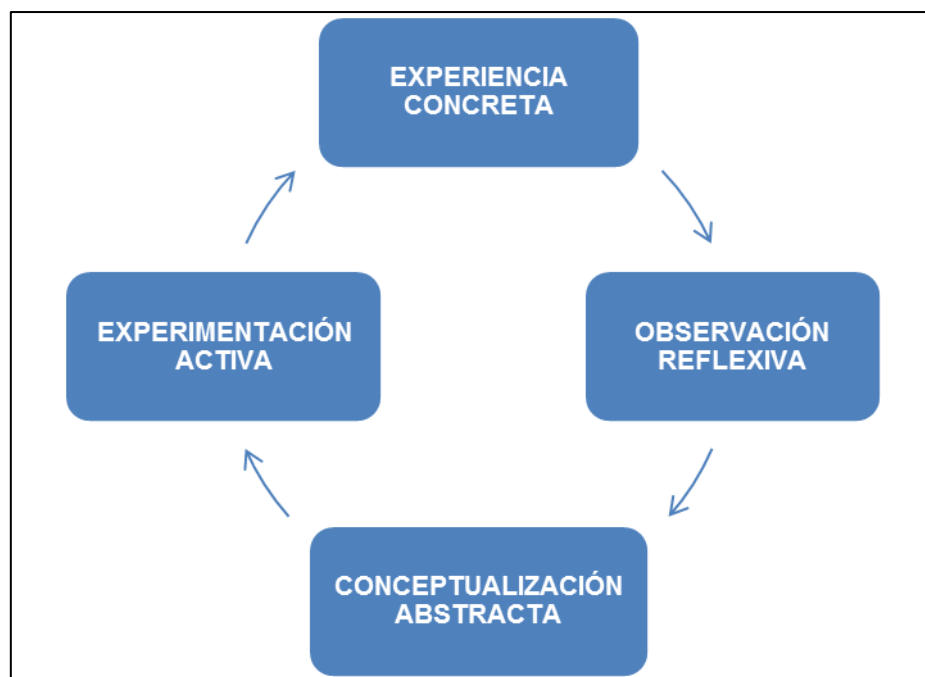 EXPERIENCIA
CONCRETA
EXPERIMENTACIÓN
ACTIVA
OBSERVACIÓN
REFLEXIVA
CONCEPTUALIZACIÓN
ABSTRACTA